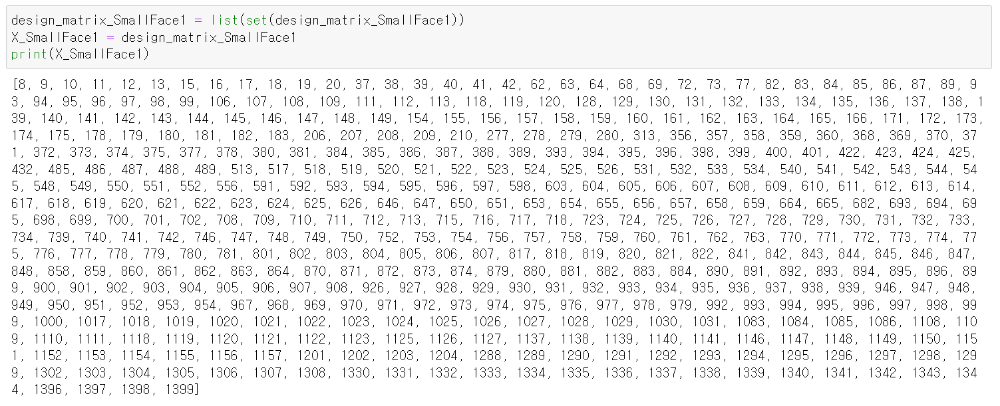 design_matrix_SmallFace1 = list(set(design_matrix_SmallFace1))
X_SmallFace1 = design_matrix_SmallFace1
print(X_SmallFace1)
[8, 9, 10, 11, 12, 13, 15, 16, 17, 18, 19, 20, 37, 38, 39, 40, 41, 42, 62, 63, 64, 68, 69, 72, 73, 77, 82, 83, 84, 85, 86, 87, 89, 9
3, 94, 95, 96, 97, 98, 99, 106, 107, 108, 109, 111, 112, 113, 118, 119, 120, 128, 129, 130, 131, 132, 133, 134, 135, 136, 137, 138, 1
39, 140, 141, 142, 143, 144, 145, 146, 147, 148, 149, 154, 155, 156, 157, 158, 159, 160, 161, 162, 163, 164, 165, 166, 171, 172, 173,
174, 175, 178, 179, 180, 181, 182, 183, 206, 207, 208, 209, 210, 277, 278, 279, 280, 313, 356, 357, 358, 359, 360, 368, 369, 370, 37
1, 372, 373, 374, 375, 377, 378, 380, 381, 384, 385, 386, 387, 388, 389, 393, 394, 395, 396, 398, 399, 400, 401, 422, 423, 424, 425,
432, 485, 486, 487, 488, 489, 513, 517, 518, 519, 520, 521, 522, 523, 524, 525, 526, 531, 532, 533, 534, 540, 541, 542, 543, 544, 54
5, 548, 549, 550, 551, 552, 556, 591, 592, 593, 594, 595, 596, 597, 598, 603, 604, 605, 606, 607, 608, 609, 610, 611, 612, 613, 614,
617, 618, 619, 620, 621, 622, 623, 624, 625, 626, 646, 647, 650, 651, 653, 654, 655, 656, 657, 658, 659, 664, 665, 682, 693, 694, 69
5, 698, 699, 700, 701, 702, 708, 709, 710, 711, 712, 713, 715, 716, 717, 718, 723, 724, 725, 726, 727, 728, 729, 730, 731, 732, 733,
734, 739, 740, 741, 742, 746, 747, 748, 749, 750, 752, 753, 754, 756, 757, 758, 759, 760, 761, 762, 763, 770, 771, 772, 773, 774, 77
5, 776, 777, 778, 779, 780, 781, 801, 802, 803, 804, 805, 806, 807, 817, 818, 819, 820, 821, 822, 841, 842, 843, 844, 845, 846, 847,
848, 858, 859, 860, 861, 862, 863, 864, 870, 871, 872, 873, 874, 879, 880, 881, 882, 883, 884, 890, 891, 892, 893, 894, 895, 896, 89
9, 900, 901, 902, 903, 904, 905, 906, 907, 908, 926, 927, 928, 929, 930, 931, 932, 933, 934, 935, 936, 937, 938, 939, 946, 947, 948,
949, 950, 951, 952, 953, 954, 967, 968, 969, 970, 971, 972, 973, 974, 975, 976, 977, 978, 979, 992, 993, 994, 995, 996, 997, 998, 99
9, 1000, 1017, 1018, 1019, 1020, 1021, 1022, 1023, 1024, 1025, 1026, 1027, 1028, 1029, 1030, 1031, 1083, 1084, 1085, 1086, 1108, 110
9, 1110, 1111, 1118, 1119, 1120, 1121, 1122, 1123, 1125, 1126, 1127, 1137, 1138, 1139, 1140, 1141, 1146, 1147, 1148, 1149, 1150, 115
1, 1152, 1153, 1154, 1155, 1156, 1157, 1201, 1202, 1203, 1204, 1288, 1289, 1290, 1291, 1292, 1293, 1294, 1295, 1296, 1297, 1298, 129
9, 1302, 1303, 1304, 1305, 1306, 1307, 1308, 1330, 1331, 1332, 1333, 1334, 1335, 1336, 1337, 1338, 1339, 1340, 1341, 1342, 1343, 134
4, 1396, 1397, 1398, 1399]